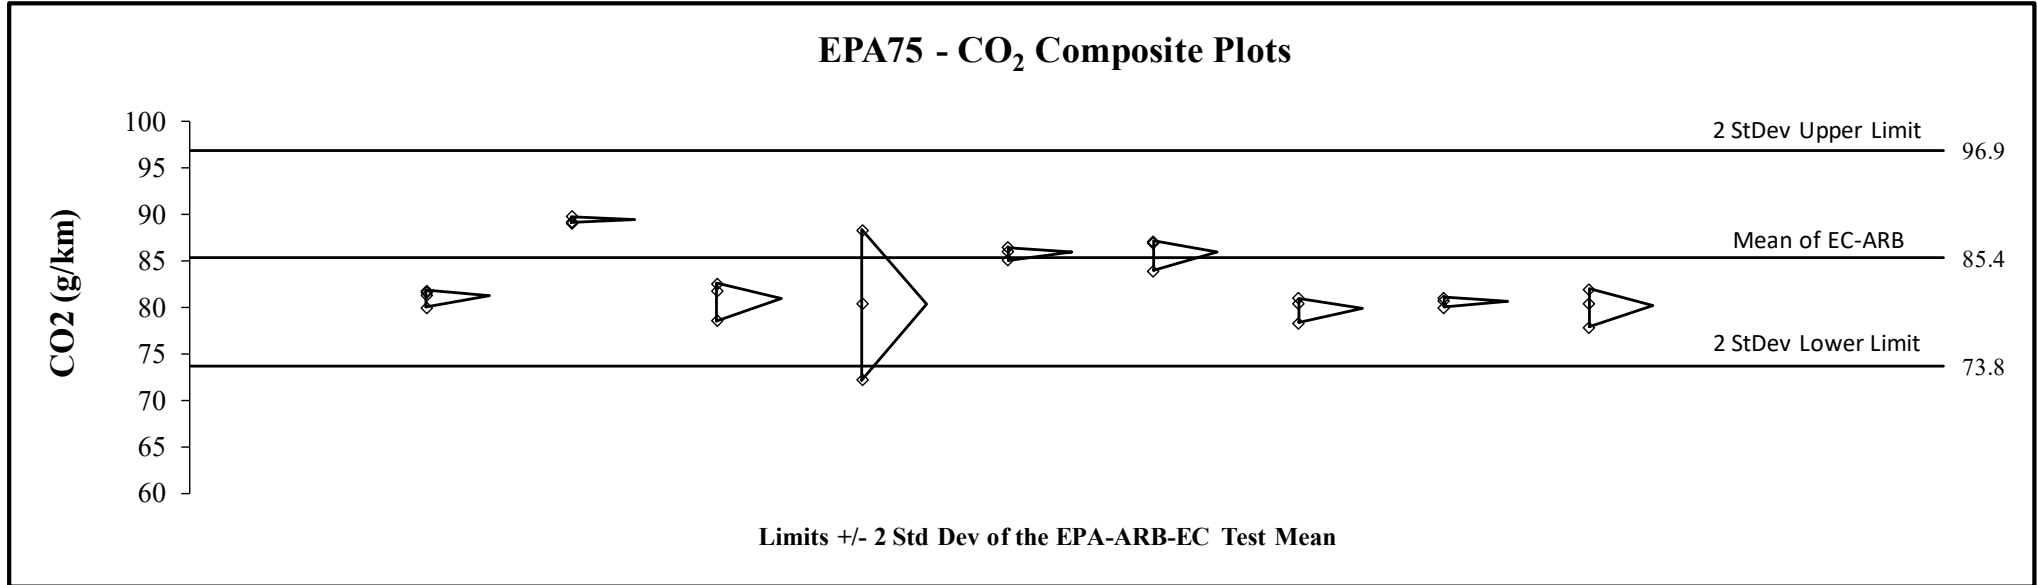 EPA75 - CO₂ Composite Plots
100
2 StDev Upper Limit
96.9
95
90
CO2 (g/km)
Mean of EC-ARB
85
85.4
80
2 StDev Lower Limit
75
73.8
70
65
60
Limits +/- 2 Std Dev of the EPA-ARB-EC Test Mean